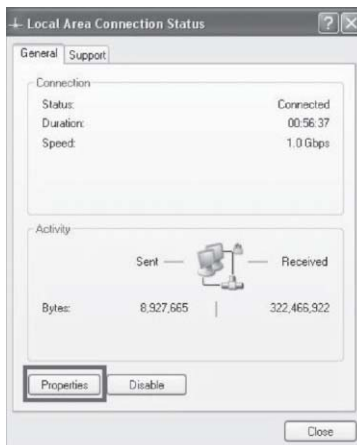 Local Area Connection Status
General Support
Connection
Status: Connected
Duration: 00:56:37
Speed: 1.0 Gbps
Activity
Sent — — Received
Bytes: 8,927,665 | 322,466,922
Properties Disable
Close